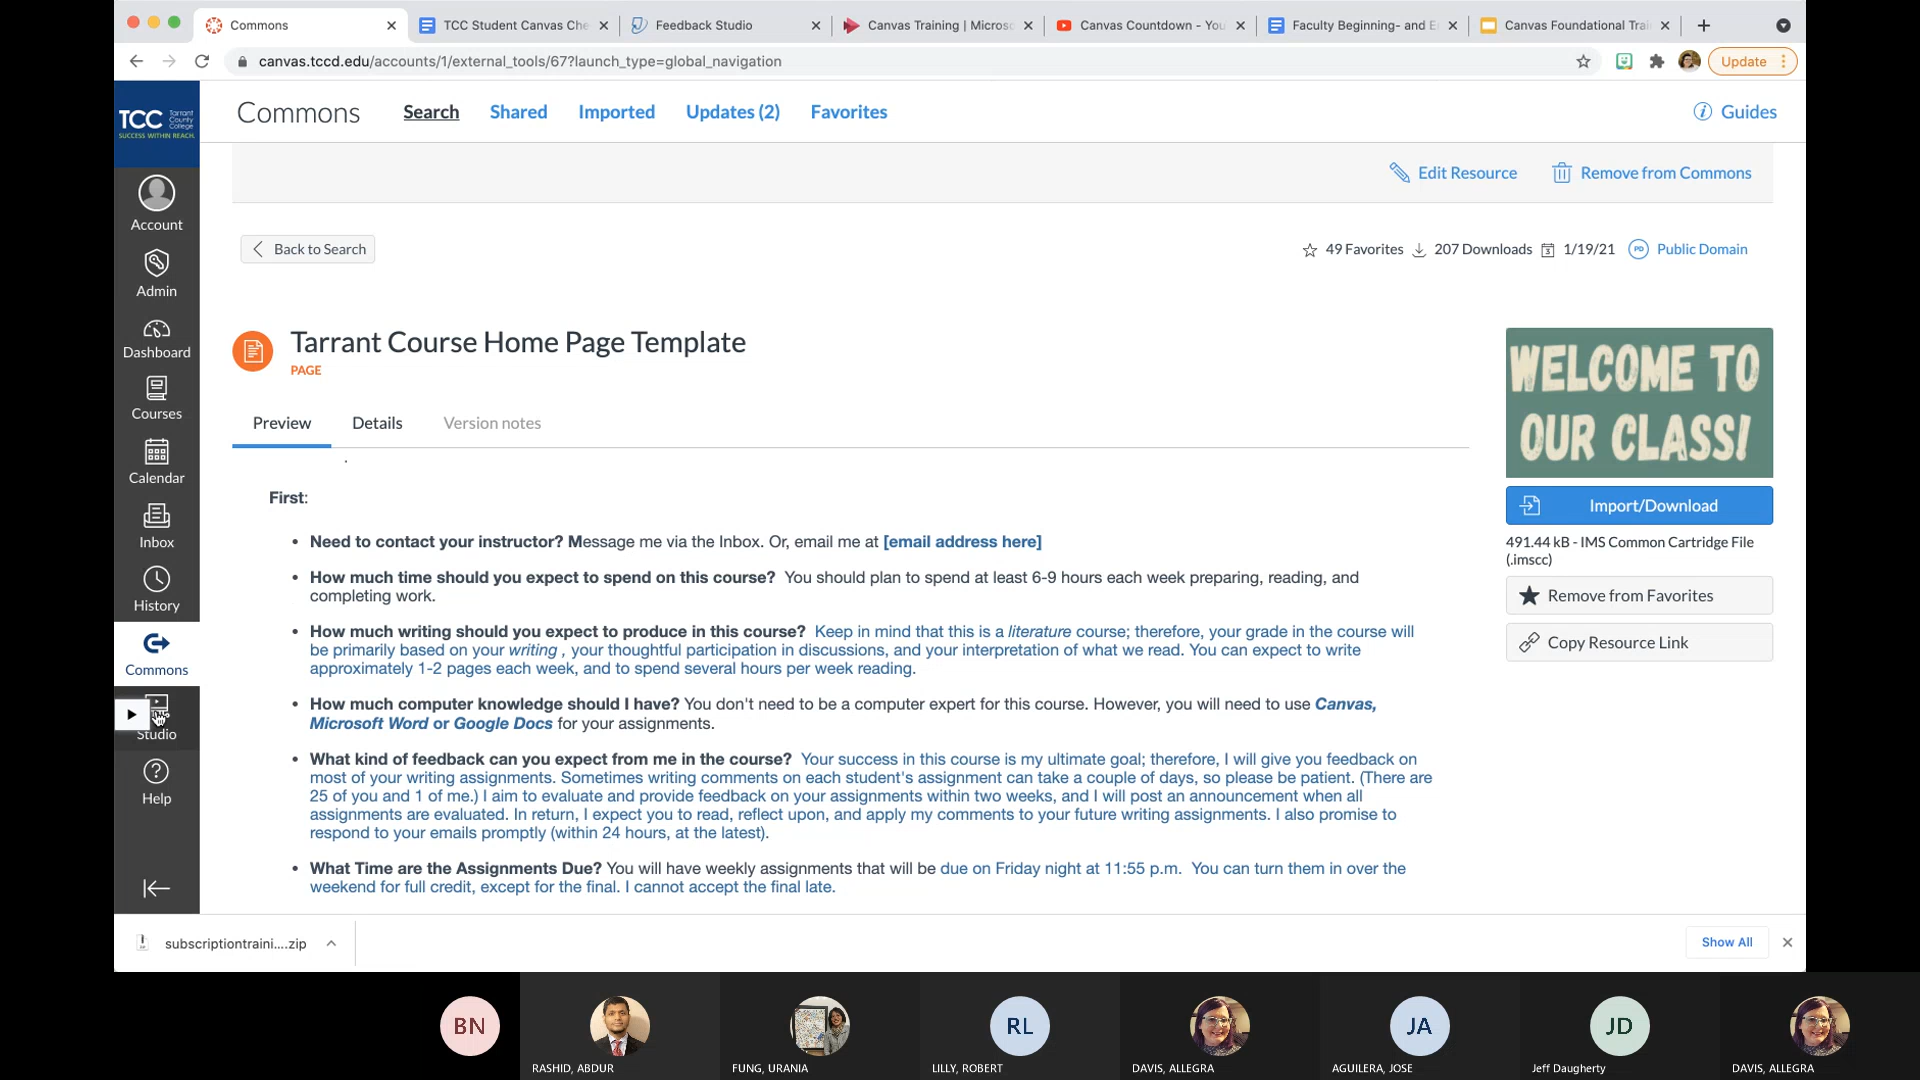 Commons
TCC Student Canvas Che
Feedback Studio
Canvas Training | Microso
Canvas Countdown - You
Faculty Beginning- and E
Canvas Foundational Trai
canvas.tccd.edu/accounts/1/external_tools/67?launch_type=global_navigation
Update
TCC Tarrant County College
SUCCESS WITHIN REACH.
Commons
Search
Shared
Imported
Updates (2)
Favorites
Guides
Edit Resource
Remove from Commons
Back to Search
49 Favorites
207 Downloads
1/19/21
PD
Public Domain
Account
Admin
Dashboard
Courses
Calendar
Inbox
History
Commons
Studio
Help
Tarrant Course Home Page Template
PAGE
Preview
Details
Version notes
First:
• Need to contact your instructor? Message me via the Inbox. Or, email me at [email address here]
• How much time should you expect to spend on this course? You should plan to spend at least 6-9 hours each week preparing, reading, and
completing work.
• How much writing should you expect to produce in this course? Keep in mind that this is a literature course; therefore, your grade in the course will
be primarily based on your writing , your thoughtful participation in discussions, and your interpretation of what we read. You can expect to write
approximately 1-2 pages each week, and to spend several hours per week reading.
• How much computer knowledge should I have? You don't need to be a computer expert for this course. However, you will need to use Canvas,
Microsoft Word or Google Docs for your assignments.
• What kind of feedback can you expect from me in the course? Your success in this course is my ultimate goal; therefore, I will give you feedback on
most of your writing assignments. Sometimes writing comments on each student's assignment can take a couple of days, so please be patient. (There are
25 of you and 1 of me.) I aim to evaluate and provide feedback on your assignments within two weeks, and I will post an announcement when all
assignments are evaluated. In return, I expect you to read, reflect upon, and apply my comments to your future writing assignments. I also promise to
respond to your emails promptly (within 24 hours, at the latest).
• What Time are the Assignments Due? You will have weekly assignments that will be due on Friday night at 11:55 p.m. You can turn them in over the
weekend for full credit, except for the final. I cannot accept the final late.
WELCOME TO
OUR CLASS!
Import/Download
491.44 kB - IMS Common Cartridge File
(.imscc)
Remove from Favorites
Copy Resource Link
subscriptiontraini....zip
Show All
BN
RL
JA
JD
RASHID, ABDUR
FUNG, URANIA
LILLY, ROBERT
DAVIS, ALLEGRA
AGUILERA, JOSE
Jeff Daugherty
DAVIS, ALLEGRA